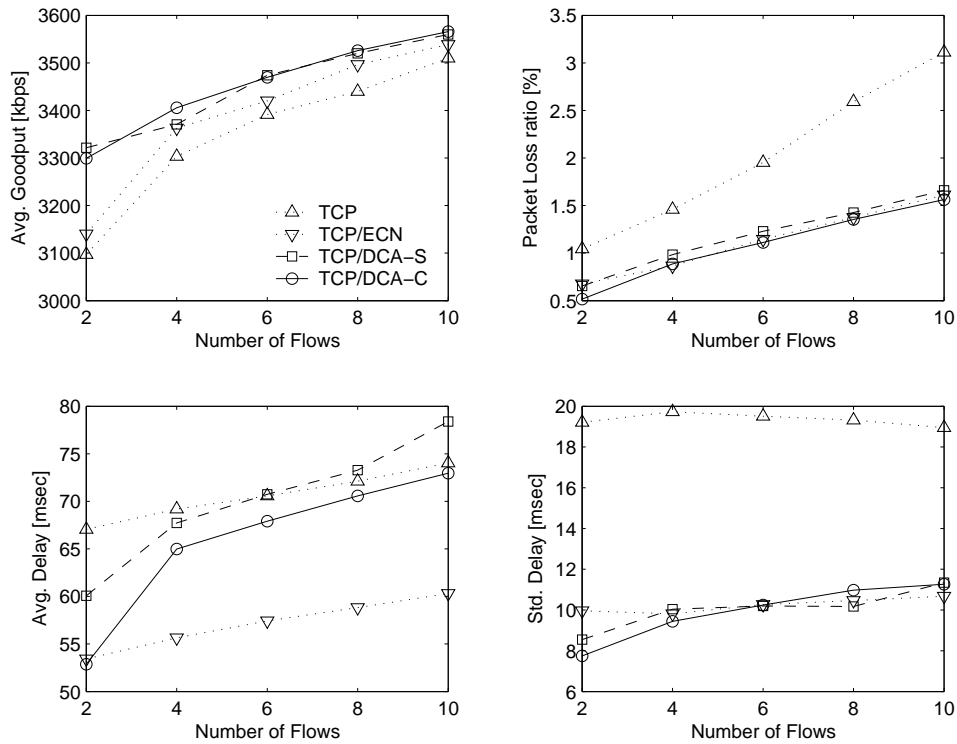 3600
3500
3400
3300
3200
3100
3000
Avg. Goodput [kbps]
TCP
TCP/ECN
TCP/DCA−S
TCP/DCA−C
2 4 6 8 10
Number of Flows
3.5
3
2.5
2
1.5
1
0.5
Packet Loss ratio [%]
2 4 6 8 10
Number of Flows
80
75
70
65
60
55
50
Avg. Delay [msec]
2 4 6 8 10
Number of Flows
20
18
16
14
12
10
8
6
Std. Delay [msec]
2 4 6 8 10
Number of Flows